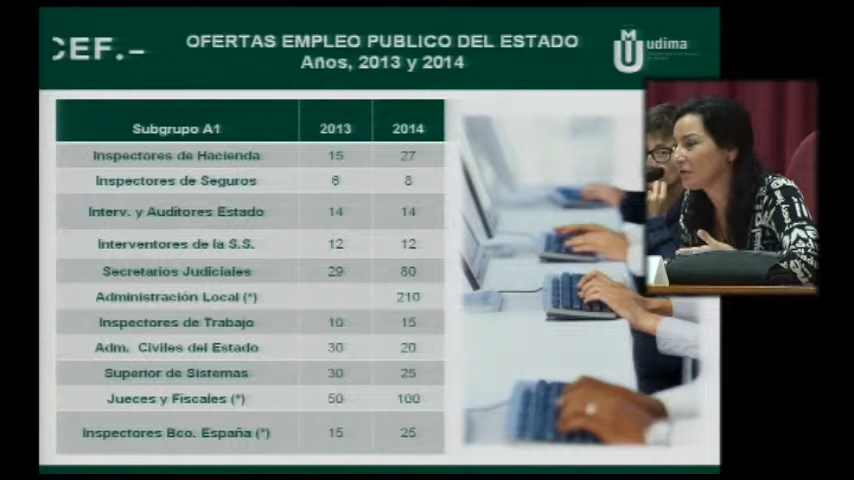 CEF.–
OFERTAS EMPLEO PUBLICO DEL ESTADO
Años, 2013 y 2014
udima
Subgrupo A1 2013 2014
Inspectores de Hacienda 15 27
Inspectores de Seguros 6 8
Interv. y Auditores Estado 14 14
Interventores de la S.S. 12 12
Secretarios Judiciales 29 80
Administración Local (*) 210
Inspectores de Trabajo 10 15
Adm. Civiles del Estado 30 20
Superior de Sistemas 30 25
Jueces y Fiscales (*) 50 100
Inspectores Bco. España (*) 15 25